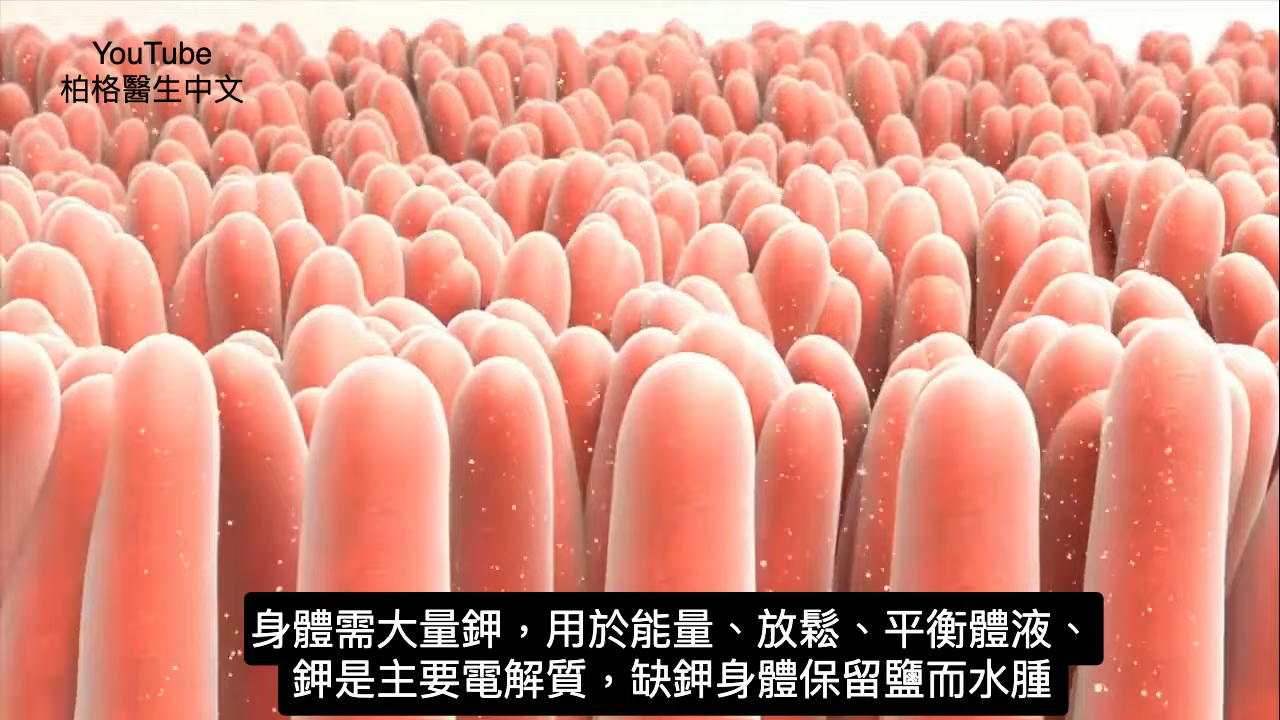 YouTube
柏格醫生中文
身體需大量鉀，用於能量、放鬆、平衡體液、
鉀是主要電解質，缺鉀身體保留鹽而水腫